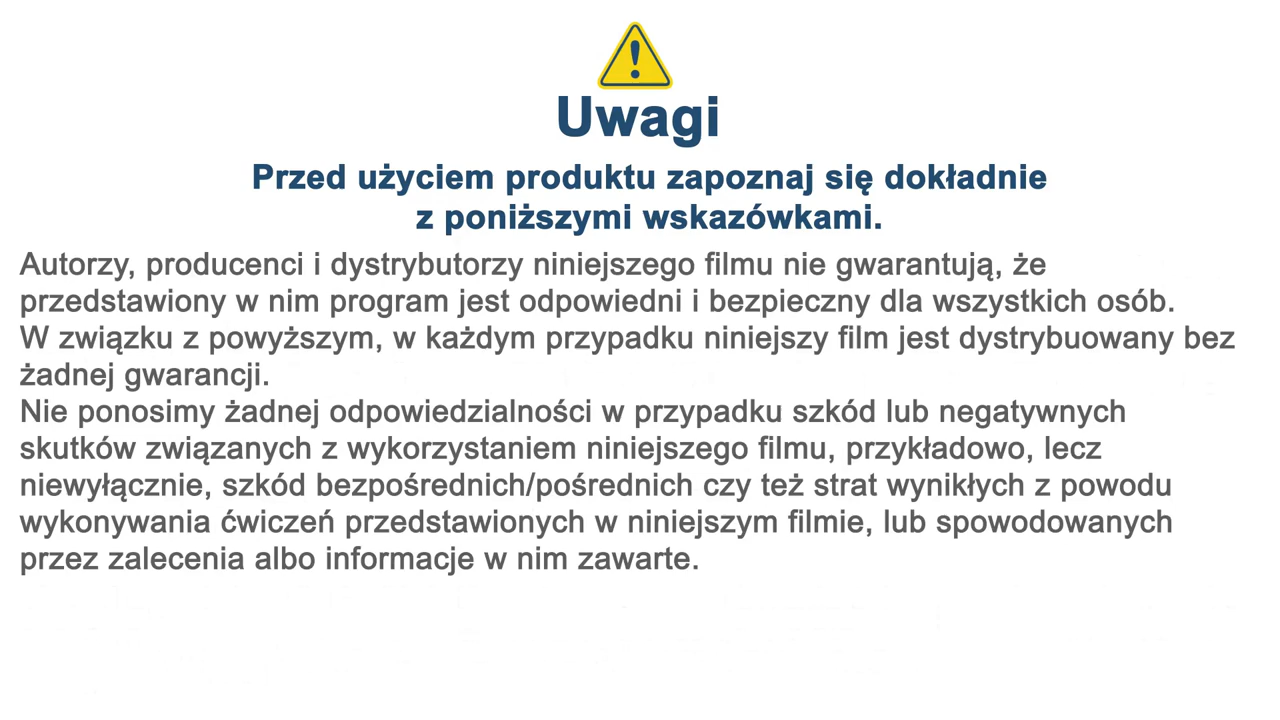 Uwagi
Przed użyciem produktu zapoznaj się dokładnie
z poniższymi wskazówkami.
Autorzy, producenci i dystrybutorzy niniejszego filmu nie gwarantują, że
przedstawiony w nim program jest odpowiedni i bezpieczny dla wszystkich osób.
W związku z powyższym, w każdym przypadku niniejszy film jest dystrybuowany bez
żadnej gwarancji.
Nie ponosimy żadnej odpowiedzialności w przypadku szkód lub negatywnych
skutków związanych z wykorzystaniem niniejszego filmu, przykładowo, lecz
niewyłącznie, szkód bezpośrednich/pośrednich czy też strat wynikłych z powodu
wykonywania ćwiczeń przedstawionych w niniejszym filmie, lub spowodowanych
przez zalecenia albo informacje w nim zawarte.